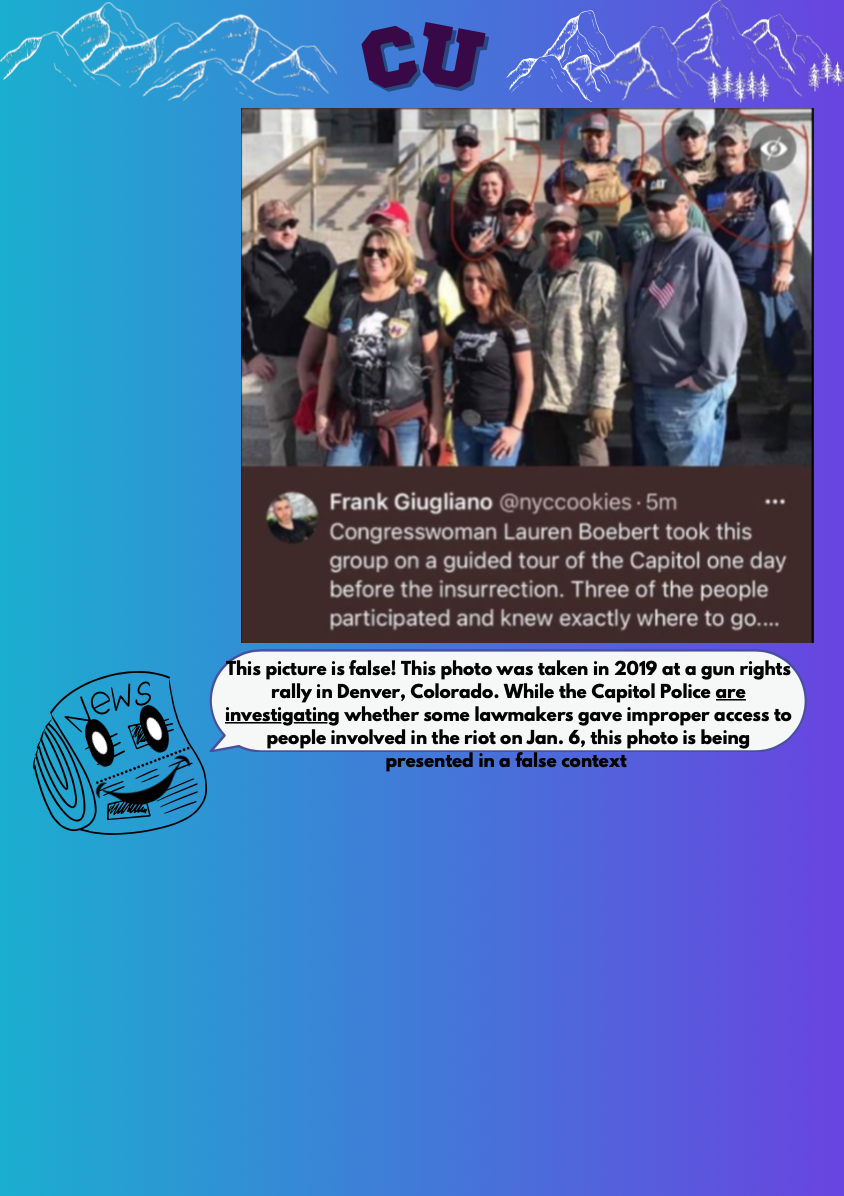 CU
CAT
Frank Giugliano @nyccookies · 5m ...
Congresswoman Lauren Boebert took this
group on a guided tour of the Capitol one day
before the insurrection. Three of the people
participated and knew exactly where to go....
This picture is false! This photo was taken in 2019 at a gun rights
rally in Denver, Colorado. While the Capitol Police are
investigating whether some lawmakers gave improper access to
people involved in the riot on Jan. 6, this photo is being
presented in a false context
News